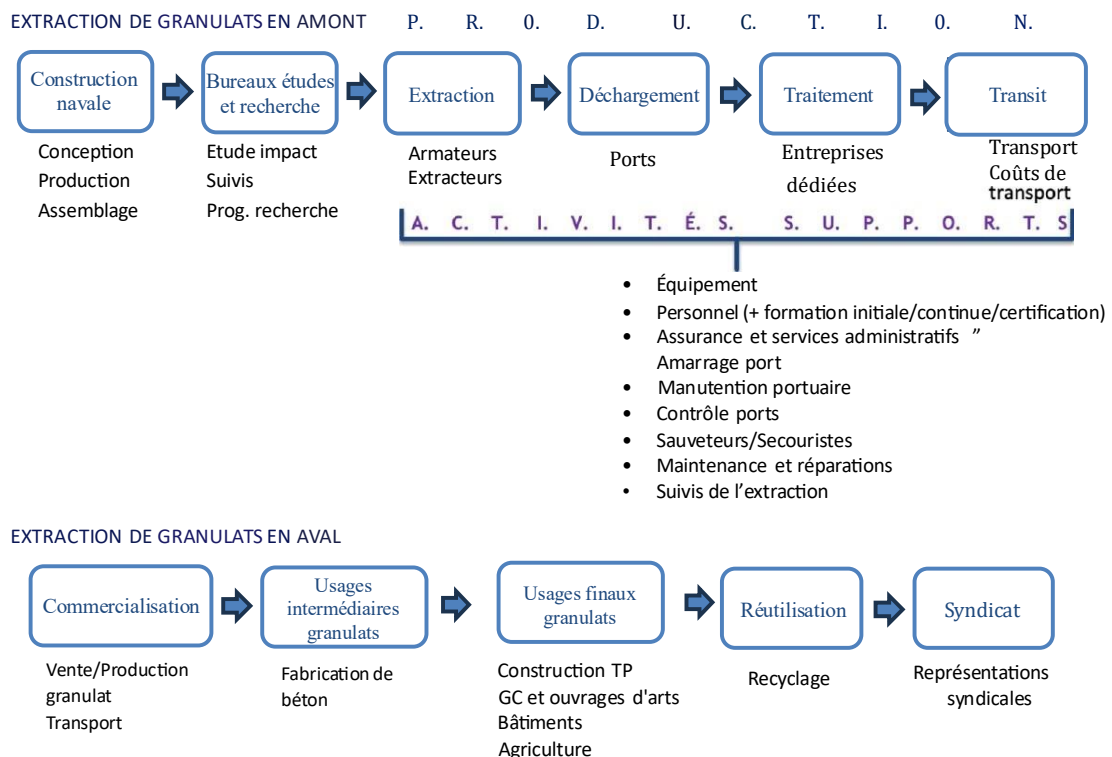 EXTRACTION DE GRANULATS EN AMONT
P. R. 0. D. U. C. T. I. 0. N.
Construction
navale
Bureaux études
et recherche
Extraction
Déchargement
Traitement
Transit
Conception
Production
Assemblage
Etude impact
Suivis
Prog. recherche
Armateurs
Extracteurs
Ports
Entreprises
dédiées
Transport
Coûts de
transport
A. C. T. I. V. I. T. É. S. S. U. P. P. O. R. T. S
• Équipement
• Personnel (+ formation initiale/continue/certification)
• Assurance et services administratifs ”
Amarrage port
• Manutention portuaire
• Contrôle ports
• Sauveteurs/Secouristes
• Maintenance et réparations
• Suivis de l’extraction
EXTRACTION DE GRANULATS EN AVAL
Commercialisation
Usages
intermédiaires
granulats
Usages finaux
granulats
Réutilisation
Syndicat
Vente/Production
granulat
Transport
Fabrication de
béton
Construction TP
GC et ouvrages d'arts
Bâtiments
Agriculture
Recyclage
Représentations
syndicales